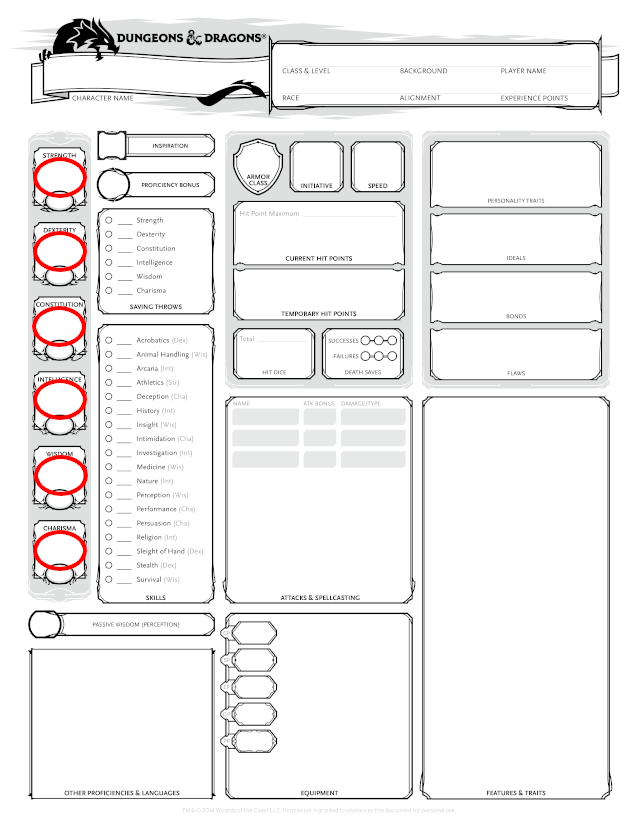 DUNGEONS & DRAGONS®
CHARACTER NAME
CLASS & LEVEL
BACKGROUND
PLAYER NAME
RACE
ALIGNMENT
EXPERIENCE POINTS
STRENGTH
DEXTERITY
CONSTITUTION
INTELLIGENCE
WISDOM
CHARISMA
INSPIRATION
PROFICIENCY BONUS
Strength
Dexterity
Constitution
Intelligence
Wisdom
Charisma
SAVING THROWS
Acrobatics (Dex)
Animal Handling (Wis)
Arcana (Int)
Athletics (Str)
Deception (Cha)
History (Int)
Insight (Wis)
Intimidation (Cha)
Investigation (Int)
Medicine (Wis)
Nature (Int)
Perception (Wis)
Performance (Cha)
Persuasion (Cha)
Religion (Int)
Sleight of Hand (Dex)
Stealth (Dex)
Survival (Wis)
SKILLS
PASSIVE WISDOM (PERCEPTION)
OTHER PROFICIENCIES & LANGUAGES
ARMOR
CLASS
INITIATIVE
SPEED
Hit Point Maximum
CURRENT HIT POINTS
TEMPORARY HIT POINTS
Total
HIT DICE
SUCCESSES
FAILURES
DEATH SAVES
NAME
ATK BONUS
DAMAGE/TYPE
ATTACKS & SPELLCASTING
EQUIPMENT
PERSONALITY TRAITS
IDEALS
BONDS
FLAWS
FEATURES & TRAITS
TM & © 2014 Wizards of the Coast LLC. Permission is granted to photocopy this document for personal use.